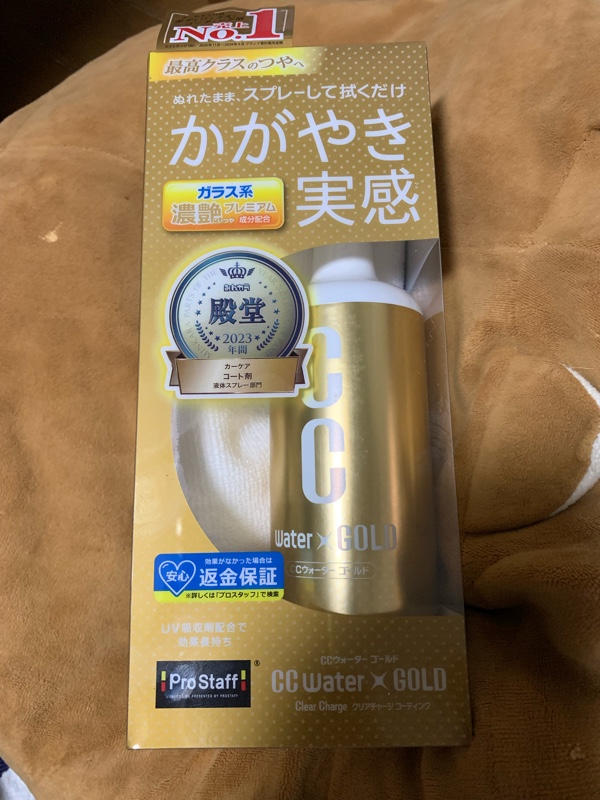 売上
No.1
最高クラスのつやへ
ぬれたまま、スプレーして拭くだけ
かがやき
実感
ガラス系
濃艶プレミアム
成分配合
みんカラ
殿堂
2023
年間
カーケア
コート剤
液体スプレー部門
CC
water × GOLD
CCウォーター ゴールド
効果がなかった場合は
安心
返金保証
※詳しくは「プロスタッフ」で検索
UV吸収剤配合で
効果長持ち
ProStaff®
CCウォーター ゴールド
CC water × GOLD
Clear Charge クリアチャージ コーティング